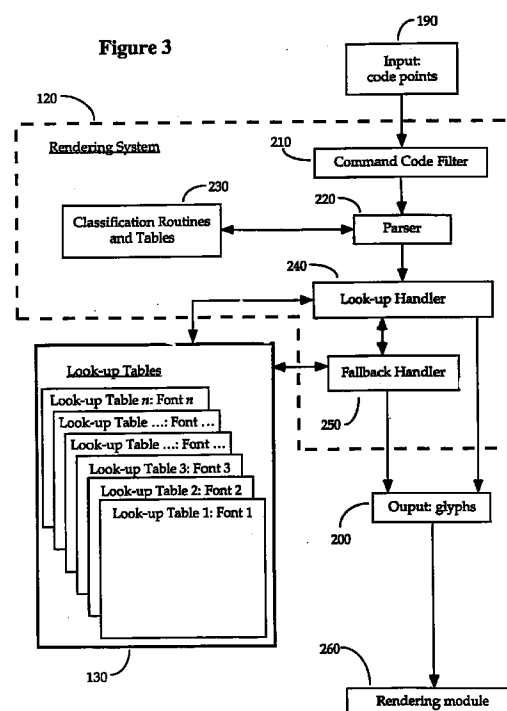 190
Figure 3
Input:
code points
120
Rendering System
210
Command Code Filter
230
220
Classification Routines
and Tables
Parser
240
Look-up Handler
Look-up Tables
Fallback Handler
250
Look-up Table n: Font n
Look-up Table ...: Font ...
Look-up Table ...: Font ...
Look-up Table 3: Font 3
Look-up Table 2: Font 2
Look-up Table 1: Font 1
Ouput: glyphs
200
130
260
Rendering module